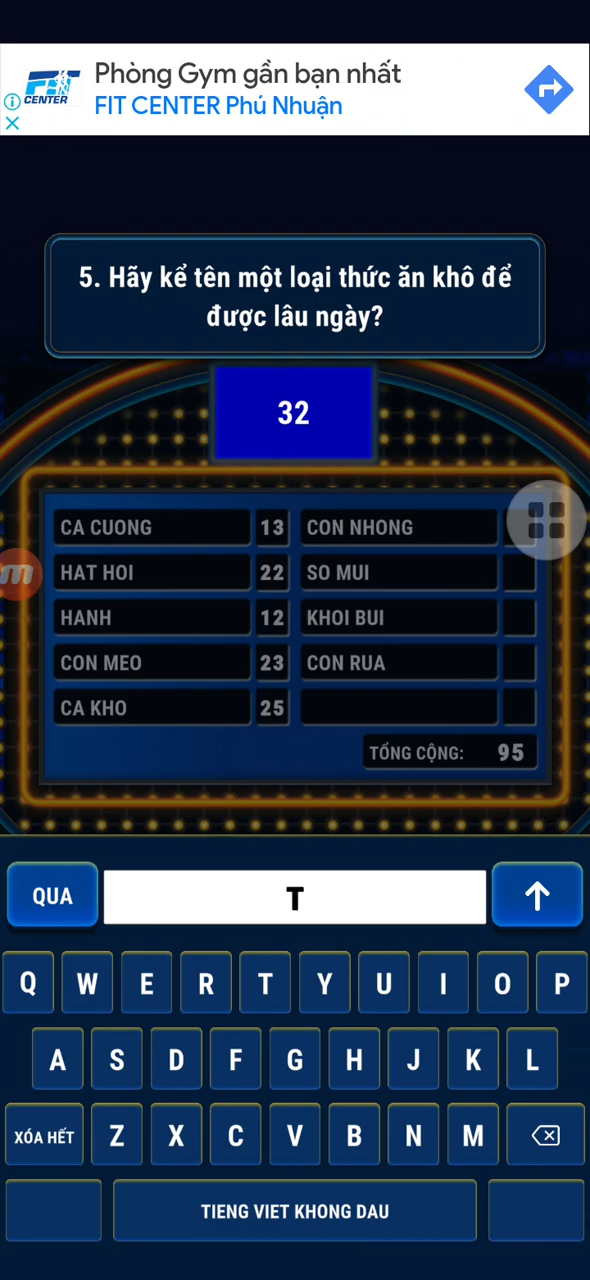 Phòng Gym gần bạn nhất
FIT CENTER
FIT CENTER Phú Nhuận
5. Hãy kể tên một loại thức ăn khô để
được lâu ngày?
32
CA CUONG 13 CON NHONG
HAT HOI 22 SO MUI
HANH 12 KHOI BUI
CON MEO 23 CON RUA
CA KHO 25
TỔNG CỘNG: 95
QUA T
Q W E R T Y U I O P
A S D F G H J K L
XÓA HẾT Z X C V B N M
TIENG VIET KHONG DAU